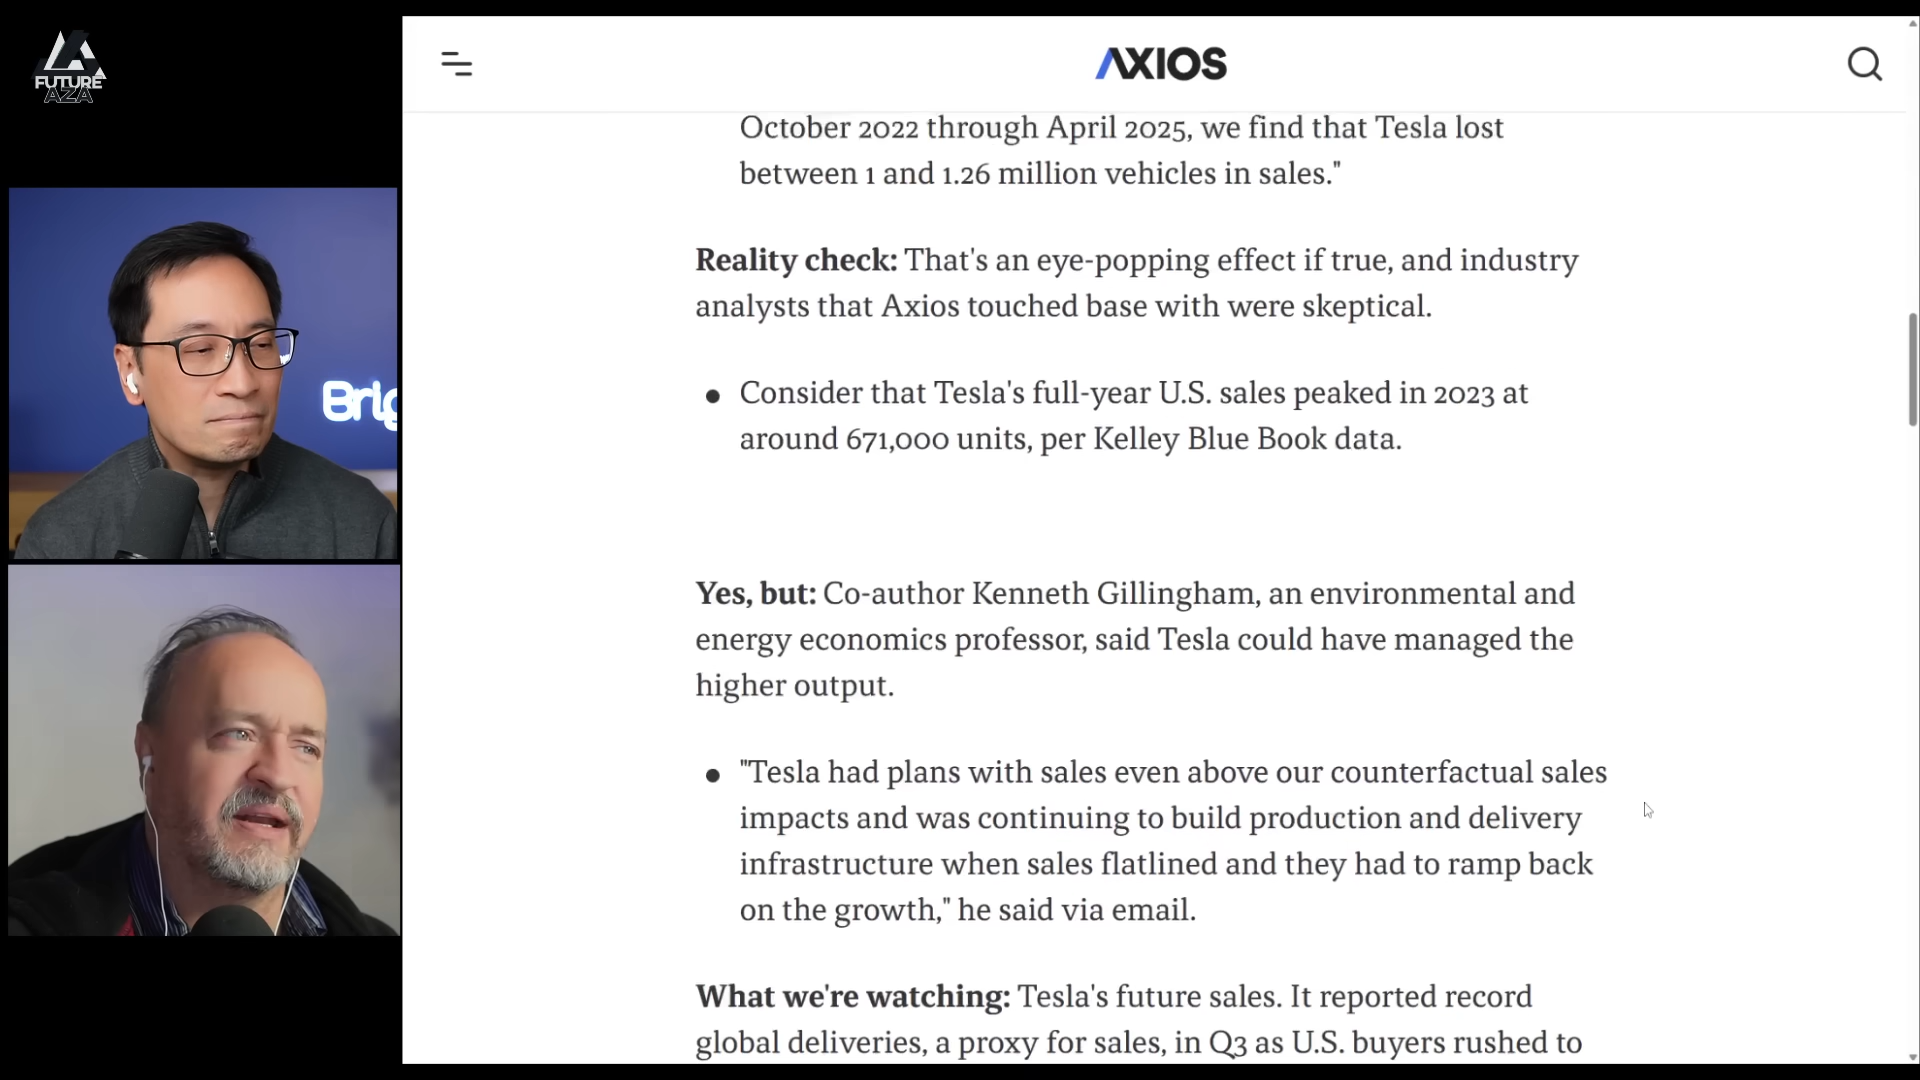 FUTURE
AZA
Brig
AXIOS
October 2022 through April 2025, we find that Tesla lost
between 1 and 1.26 million vehicles in sales."
Reality check: That's an eye-popping effect if true, and industry
analysts that Axios touched base with were skeptical.
• Consider that Tesla's full-year U.S. sales peaked in 2023 at
around 671,000 units, per Kelley Blue Book data.
Yes, but: Co-author Kenneth Gillingham, an environmental and
energy economics professor, said Tesla could have managed the
higher output.
• "Tesla had plans with sales even above our counterfactual sales
impacts and was continuing to build production and delivery
infrastructure when sales flatlined and they had to ramp back
on the growth," he said via email.
What we're watching: Tesla's future sales. It reported record
global deliveries, a proxy for sales, in Q3 as U.S. buyers rushed to